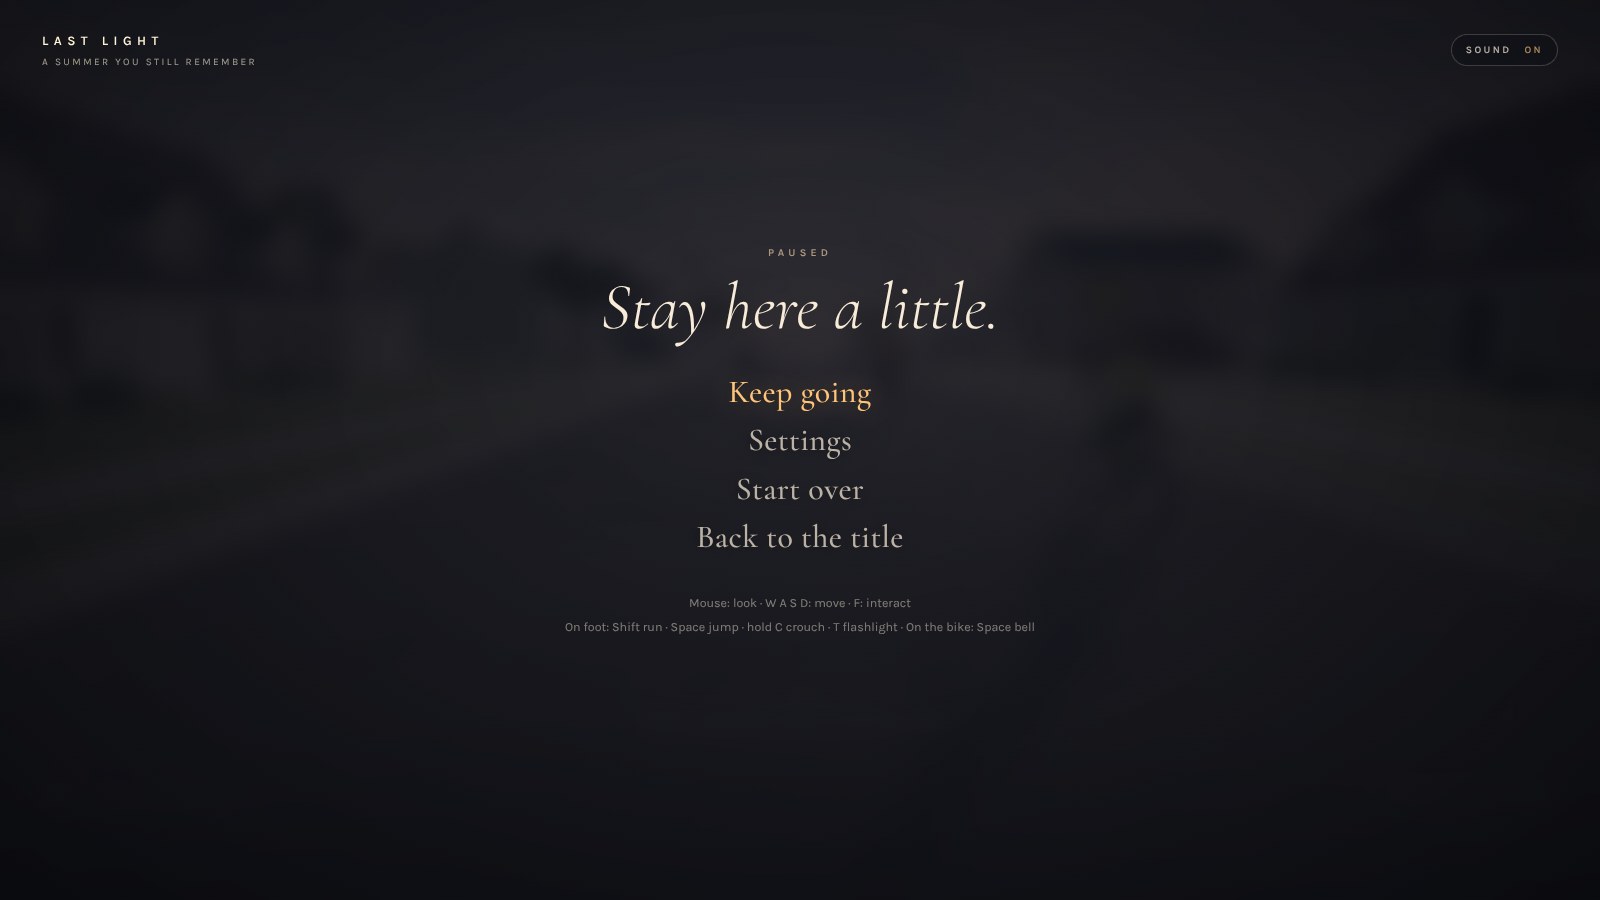 LAST LIGHT
A SUMMER YOU STILL REMEMBER
SOUND ON
PAUSED
Stay here a little.
Keep going
Settings
Start over
Back to the title
Mouse: look · W A S D: move · F: interact
On foot: Shift run · Space jump · hold C crouch · T flashlight · On the bike: Space bell